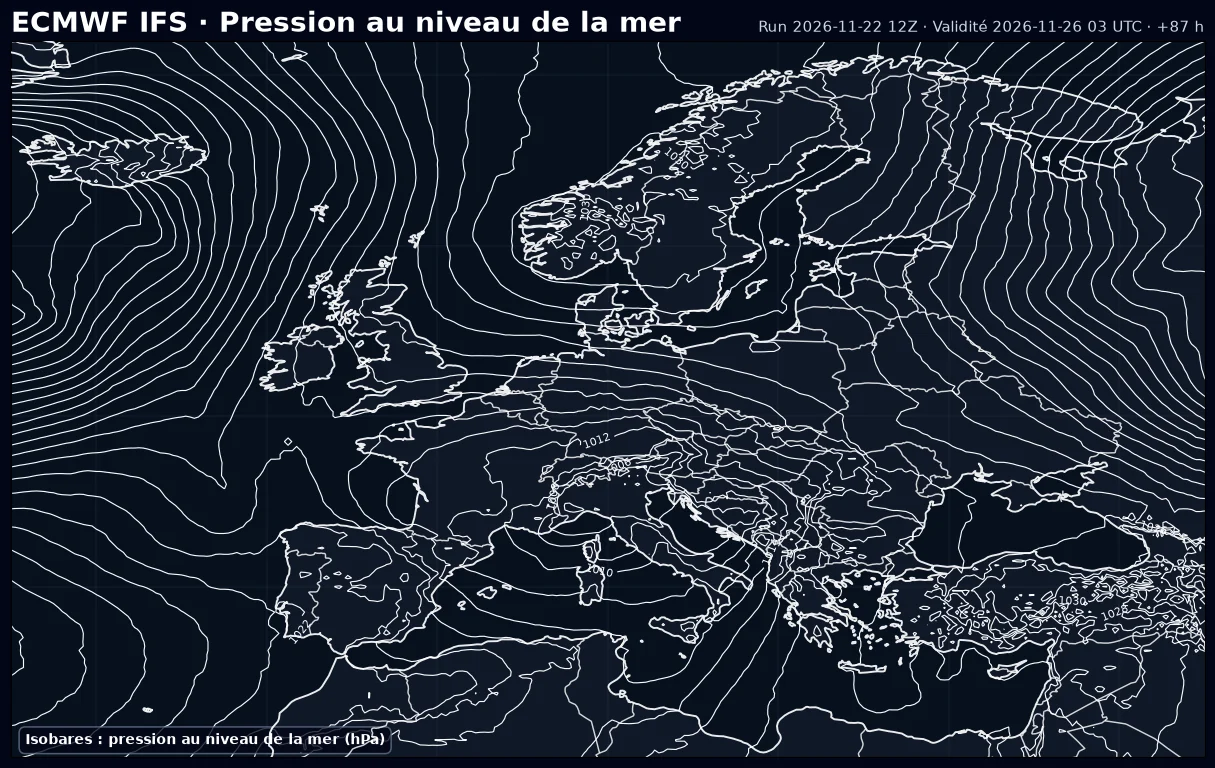 ECMWF IFS · Pression au niveau de la mer
Run 2026-11-22 12Z · Validité 2026-11-26 03 UTC · +87 h
1012
1030
Isobares : pression au niveau de la mer (hPa)